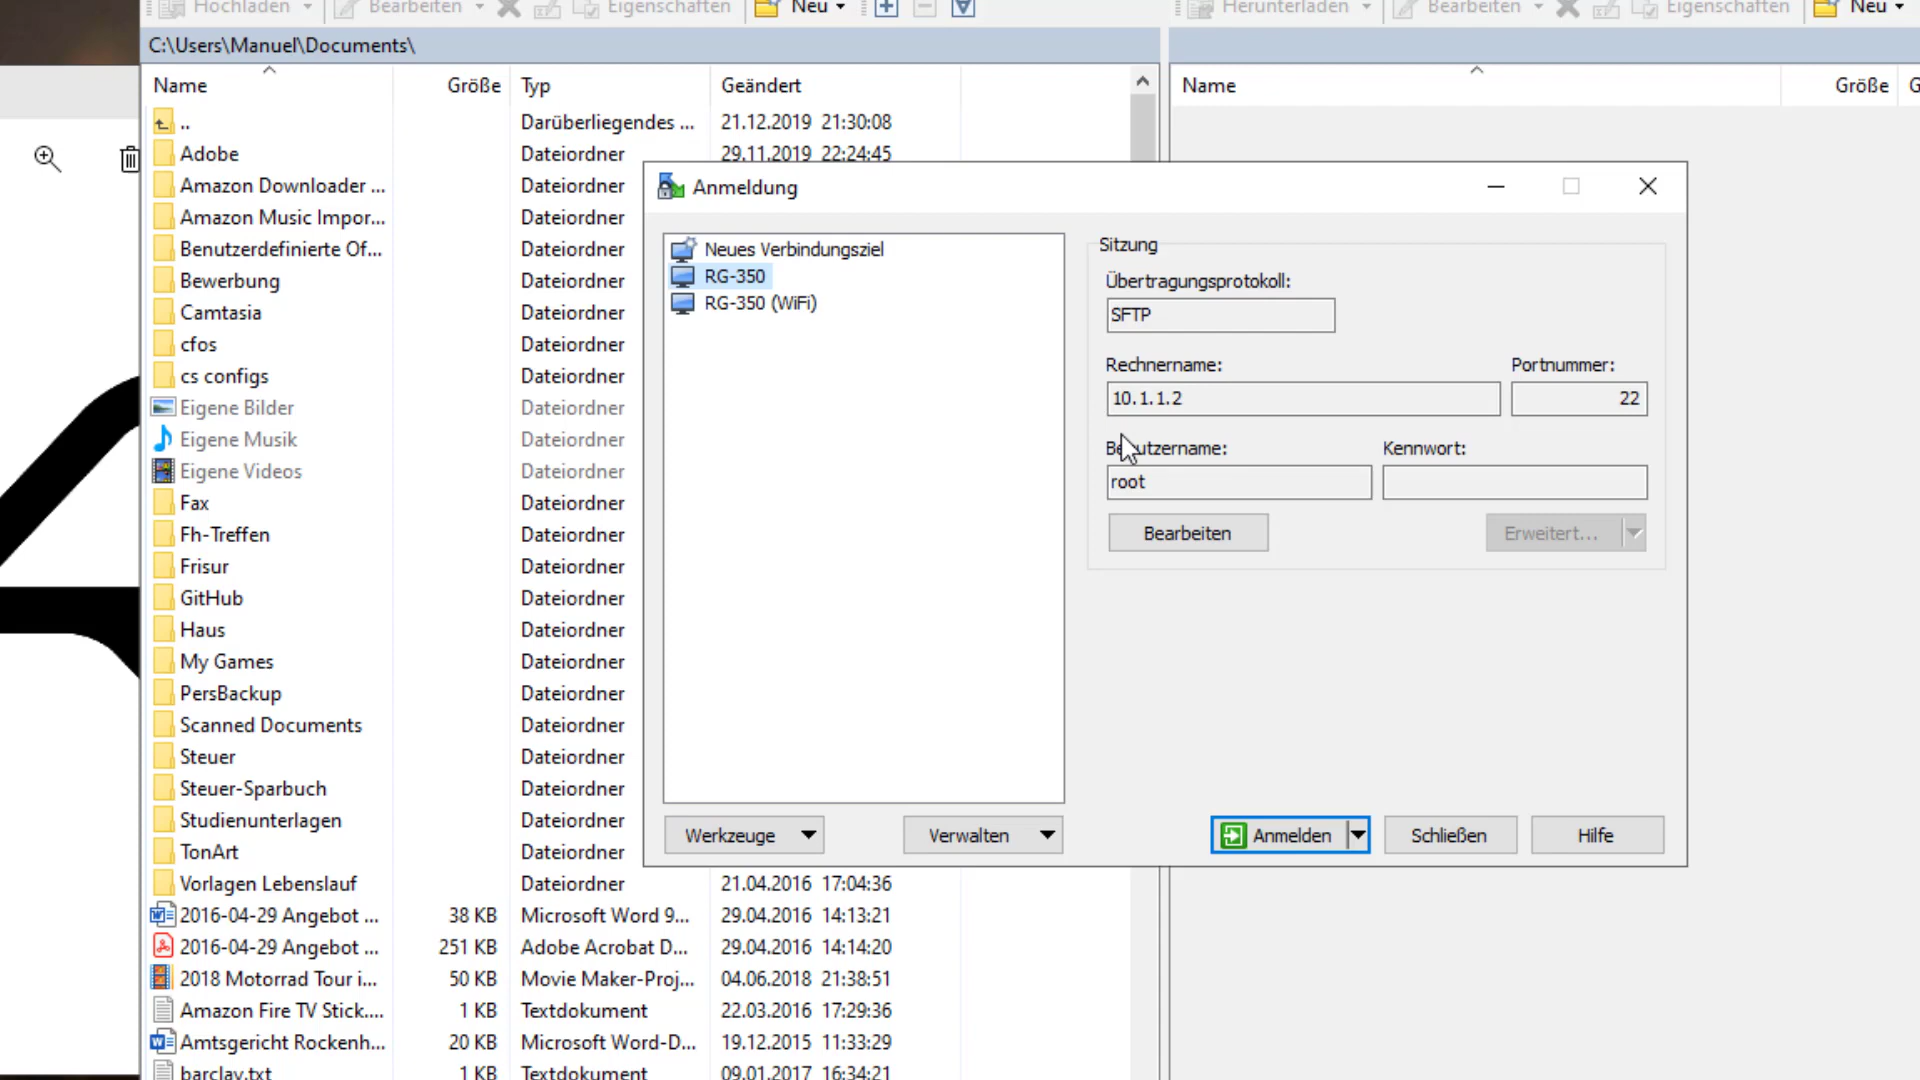 Hochladen Bearbeiten Eigenschaften Neu Herunterladen Bearbeiten Eigenschaften Neu
C:\Users\Manuel\Documents\
Name Größe Typ Geändert Name Größe G
.. Darüberliegendes ... 21.12.2019 21:30:08
Adobe Dateiordner 29.11.2019 22:24:45
Amazon Downloader ... Dateiordner
Amazon Music Impor... Dateiordner
Benutzerdefinierte Of... Dateiordner
Bewerbung Dateiordner
Camtasia Dateiordner
cfos Dateiordner
cs configs Dateiordner
Eigene Bilder Dateiordner
Eigene Musik Dateiordner
Eigene Videos Dateiordner
Fax Dateiordner
Fh-Treffen Dateiordner
Frisur Dateiordner
GitHub Dateiordner
Haus Dateiordner
My Games Dateiordner
PersBackup Dateiordner
Scanned Documents Dateiordner
Steuer Dateiordner
Steuer-Sparbuch Dateiordner
Studienunterlagen Dateiordner
TonArt Dateiordner
Vorlagen Lebenslauf Dateiordner 21.04.2016 17:04:36
2016-04-29 Angebot ... 38 KB Microsoft Word 9... 29.04.2016 14:13:21
2016-04-29 Angebot ... 251 KB Adobe Acrobat D... 29.04.2016 14:14:20
2018 Motorrad Tour i... 50 KB Movie Maker-Proj... 04.06.2018 21:38:51
Amazon Fire TV Stick.... 1 KB Textdokument 22.03.2016 17:29:36
Amtsgericht Rockenh... 20 KB Microsoft Word-D... 19.12.2015 11:33:29
barclay.txt 1 KB Textdokument 09.01.2017 16:34:21
Anmeldung
Neues Verbindungsziel
RG-350
RG-350 (WiFi)
Sitzung
Übertragungsprotokoll:
SFTP
Rechnername: Portnummer:
10.1.1.2 22
Benutzername: Kennwort:
root
Bearbeiten Erweitert...
Werkzeuge Verwalten Anmelden Schließen Hilfe